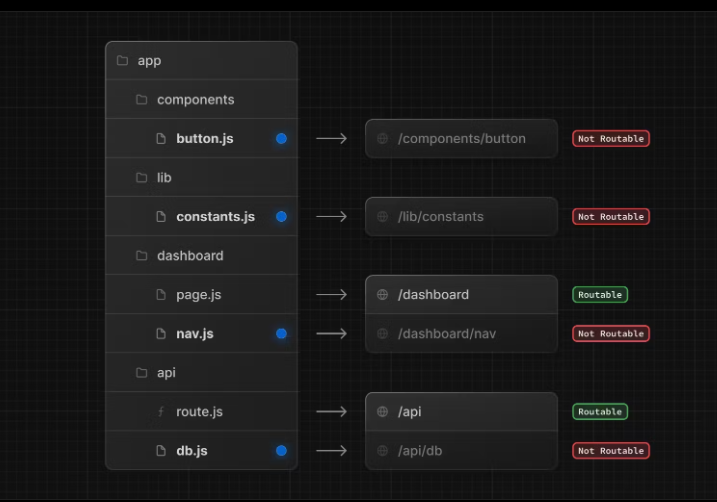 app
components
button.js /components/button Not Routable
lib
constants.js /lib/constants Not Routable
dashboard
page.js /dashboard Routable
nav.js /dashboard/nav Not Routable
api
route.js /api Routable
db.js /api/db Not Routable